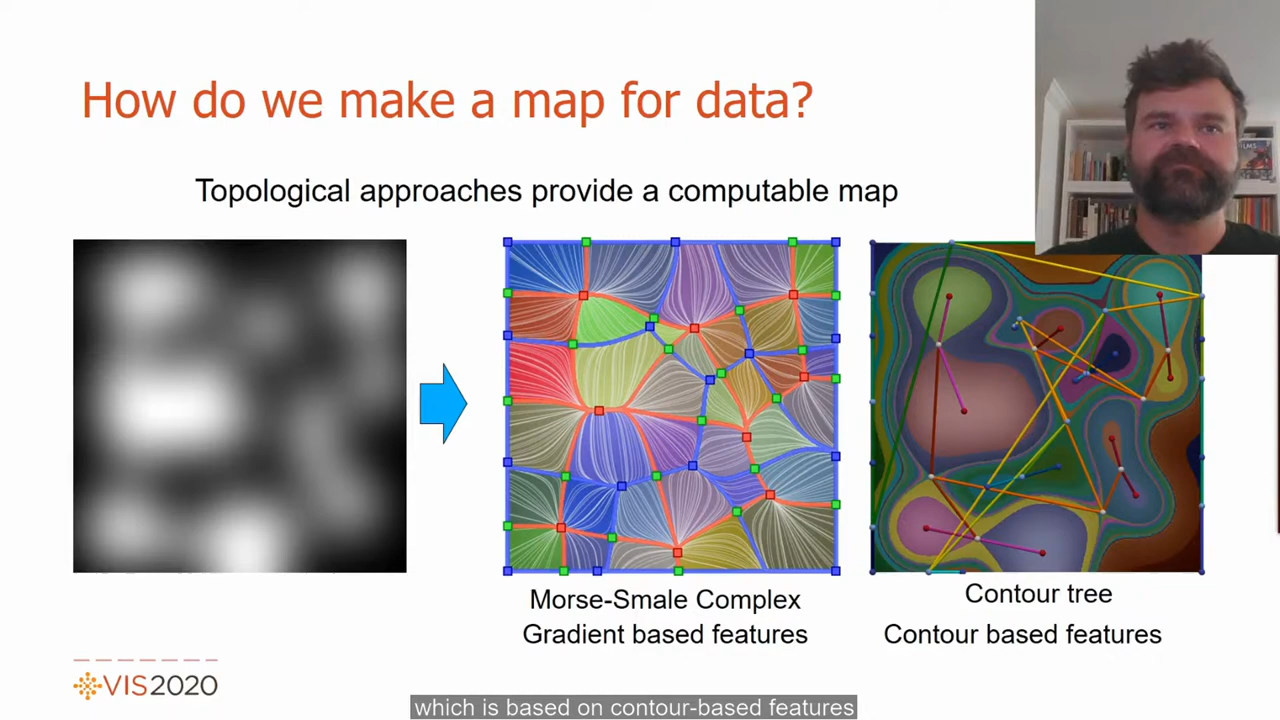 How do we make a map for data?
Topological approaches provide a computable map
Morse-Smale Complex
Gradient based features
Contour tree
Contour based features
VIS2020
which is based on contour-based features